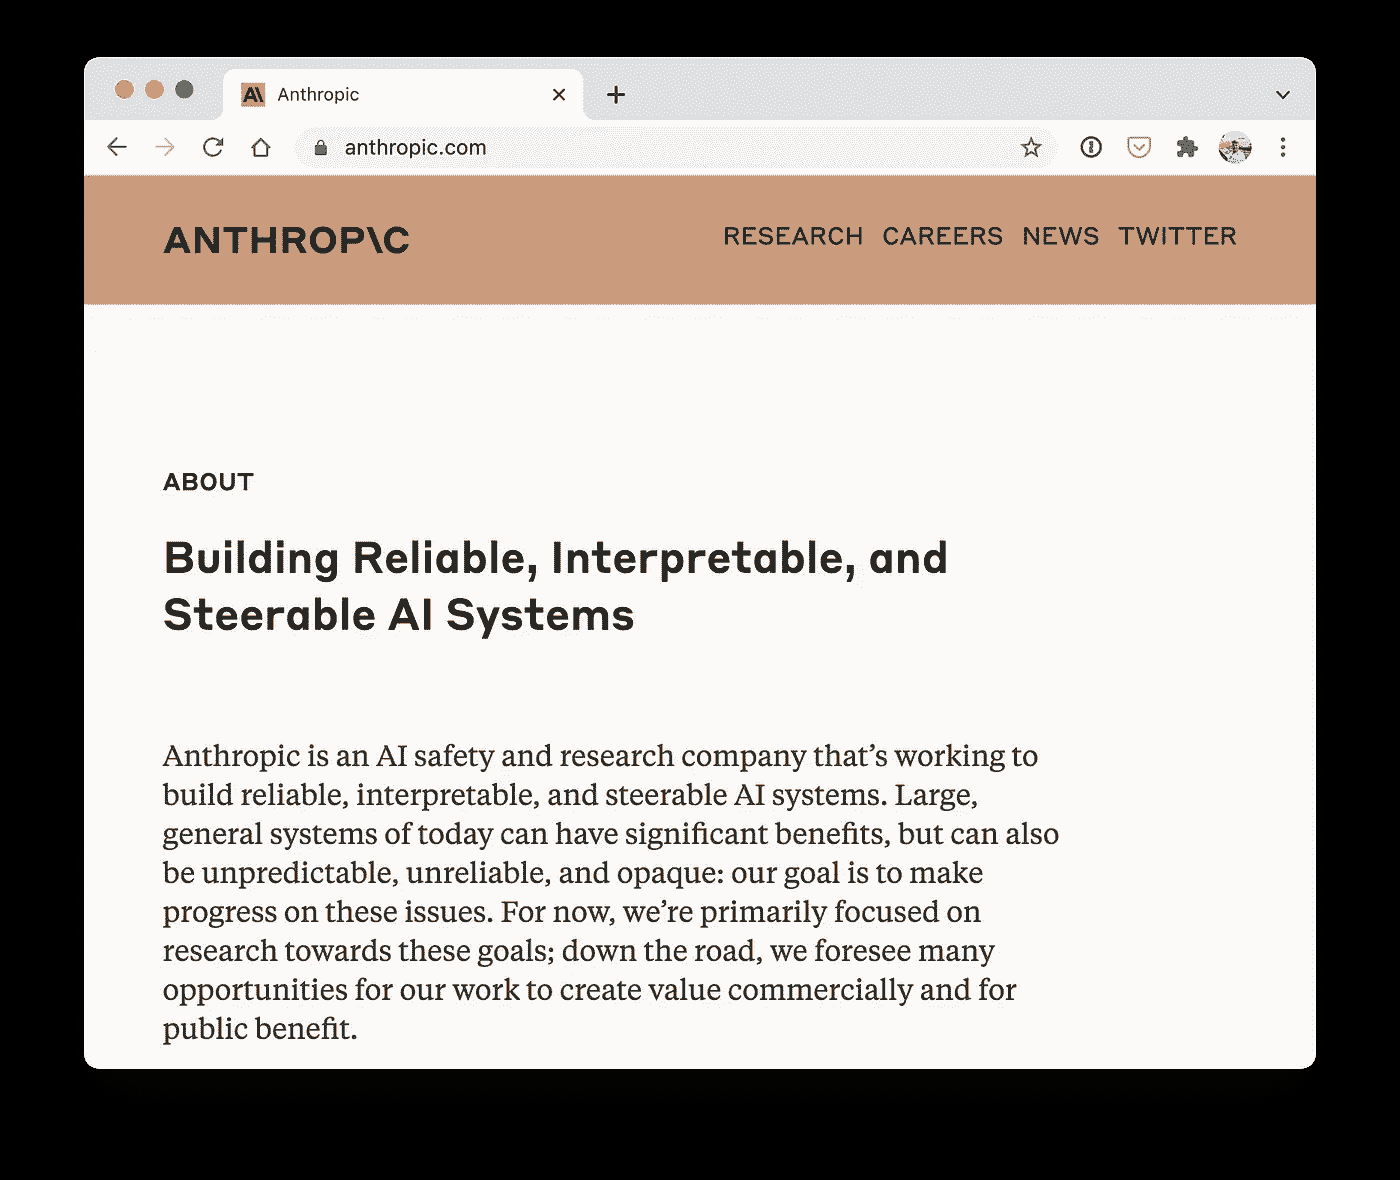 Anthropic
anthropic.com
ANTHROP\C
RESEARCH CAREERS NEWS TWITTER
ABOUT
Building Reliable, Interpretable, and
Steerable AI Systems
Anthropic is an AI safety and research company that’s working to
build reliable, interpretable, and steerable AI systems. Large,
general systems of today can have significant benefits, but can also
be unpredictable, unreliable, and opaque: our goal is to make
progress on these issues. For now, we’re primarily focused on
research towards these goals; down the road, we foresee many
opportunities for our work to create value commercially and for
public benefit.